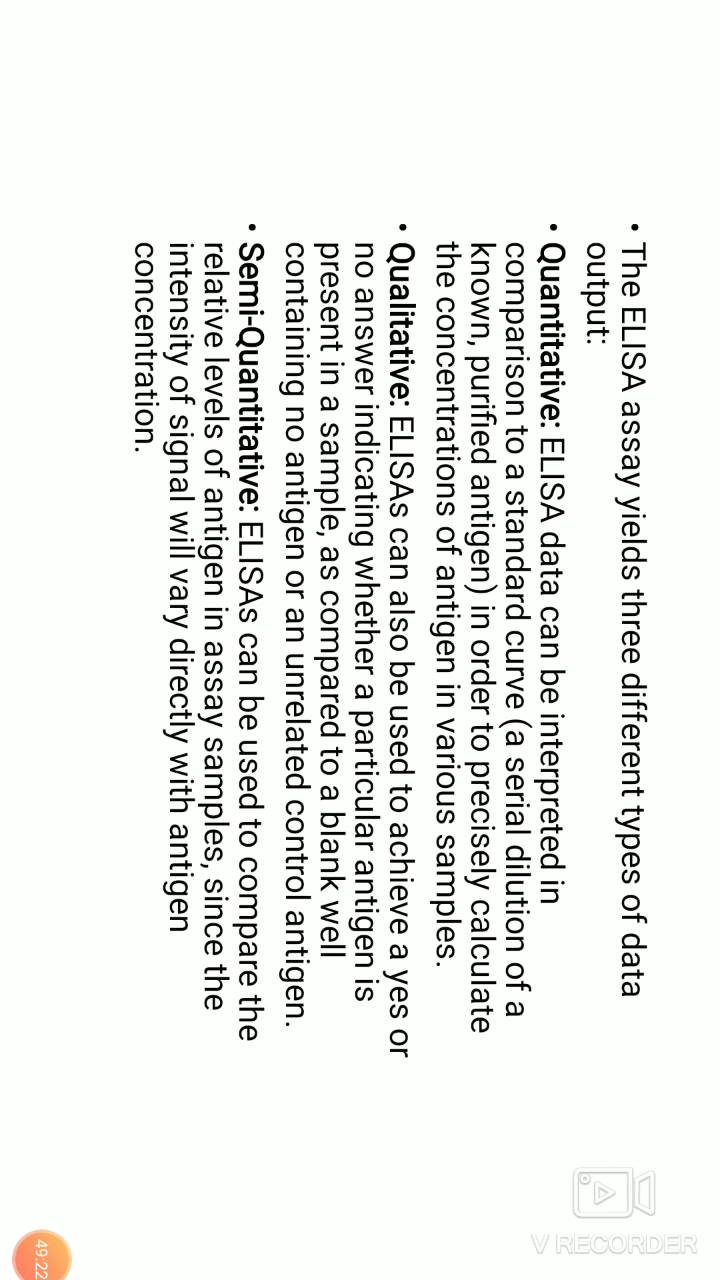 • The ELISA assay yields three different types of data
output:
• Quantitative: ELISA data can be interpreted in
comparison to a standard curve (a serial dilution of a
known, purified antigen) in order to precisely calculate
the concentrations of antigen in various samples.
• Qualitative: ELISAs can also be used to achieve a yes or
no answer indicating whether a particular antigen is
present in a sample, as compared to a blank well
containing no antigen or an unrelated control antigen.
• Semi-Quantitative: ELISAs can be used to compare the
relative levels of antigen in assay samples, since the
intensity of signal will vary directly with antigen
concentration.
V RECORDER
49:22